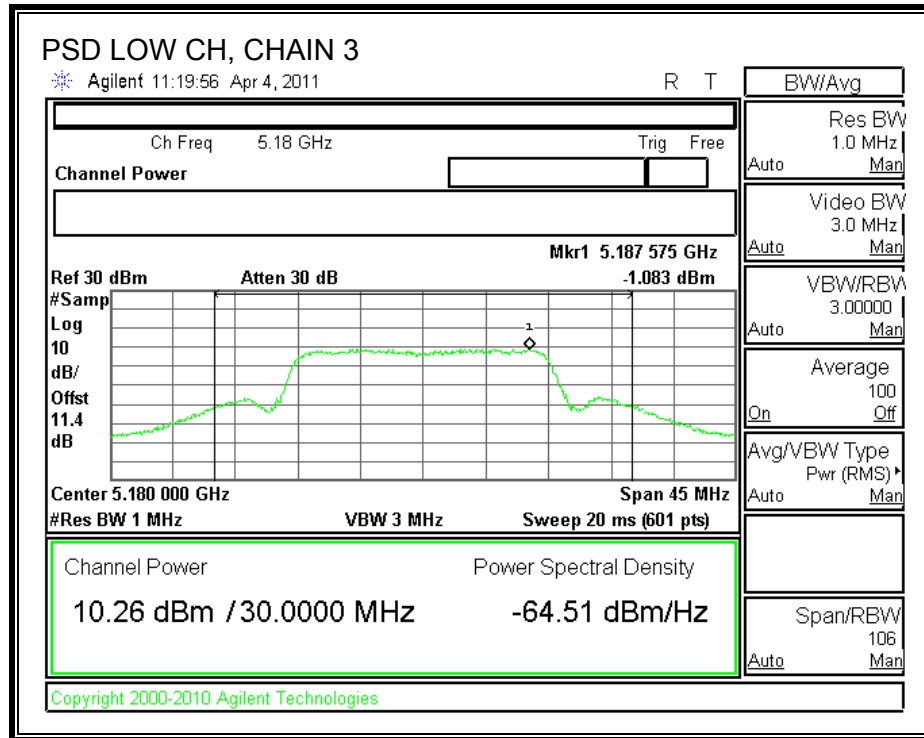 PSD LOW CH, CHAIN 3
Agilent 11:19:56 Apr 4, 2011 R T
Ch Freq 5.18 GHz Trig Free
Channel Power
Mkr1 5.187 575 GHz
Ref 30 dBm Atten 30 dB -1.083 dBm
#Samp
Log
10
dB/
Offst
11.4
dB
1
Center 5.180 000 GHz Span 45 MHz
#Res BW 1 MHz VBW 3 MHz Sweep 20 ms (601 pts)
Channel Power Power Spectral Density
10.26 dBm / 30.0000 MHz -64.51 dBm/Hz
Copyright 2000-2010 Agilent Technologies
BW/Avg
Res BW
1.0 MHz
Auto Man
Video BW
3.0 MHz
Auto Man
VBW/RBW
3.00000
Auto Man
Average
100
On Off
Avg/VBW Type
Pwr (RMS)
Auto Man
Span/RBW
106
Auto Man